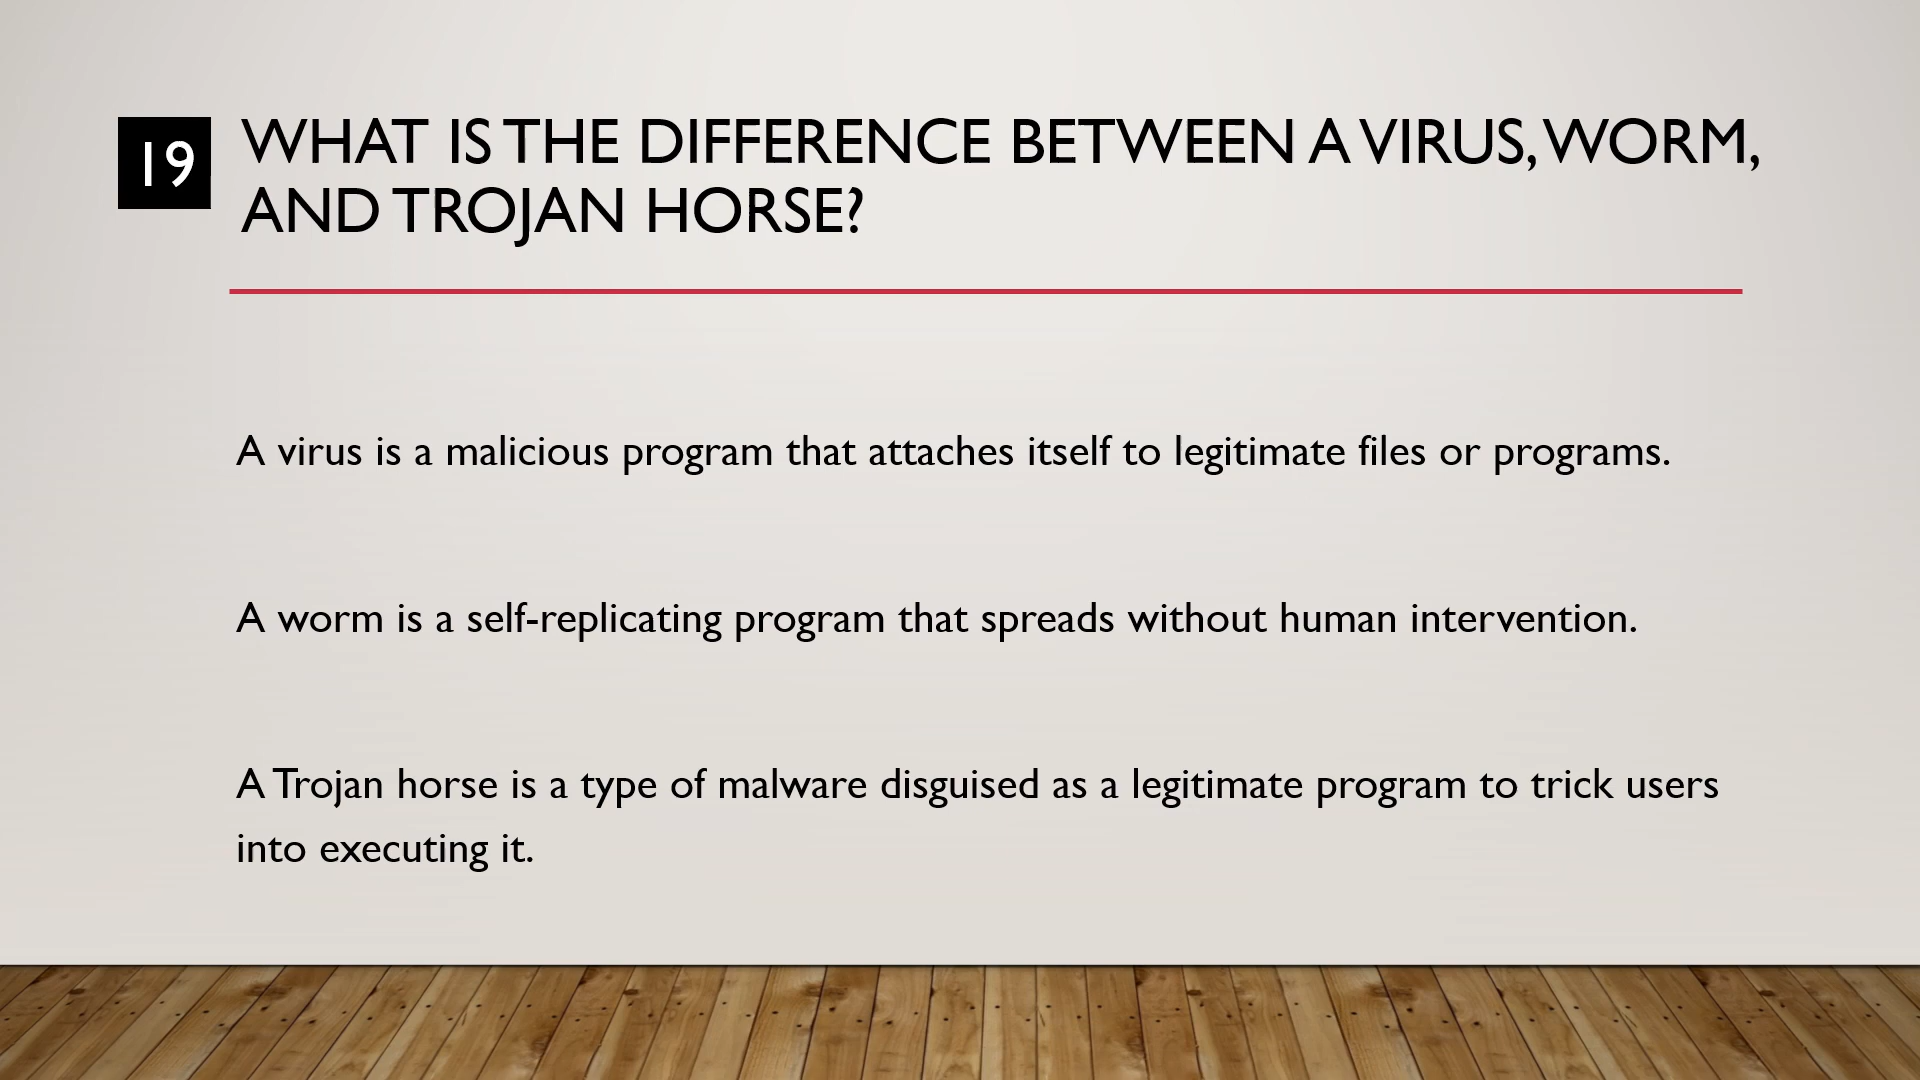 19
WHAT IS THE DIFFERENCE BETWEEN A VIRUS, WORM,
AND TROJAN HORSE?
A virus is a malicious program that attaches itself to legitimate files or programs.
A worm is a self-replicating program that spreads without human intervention.
A Trojan horse is a type of malware disguised as a legitimate program to trick users
into executing it.